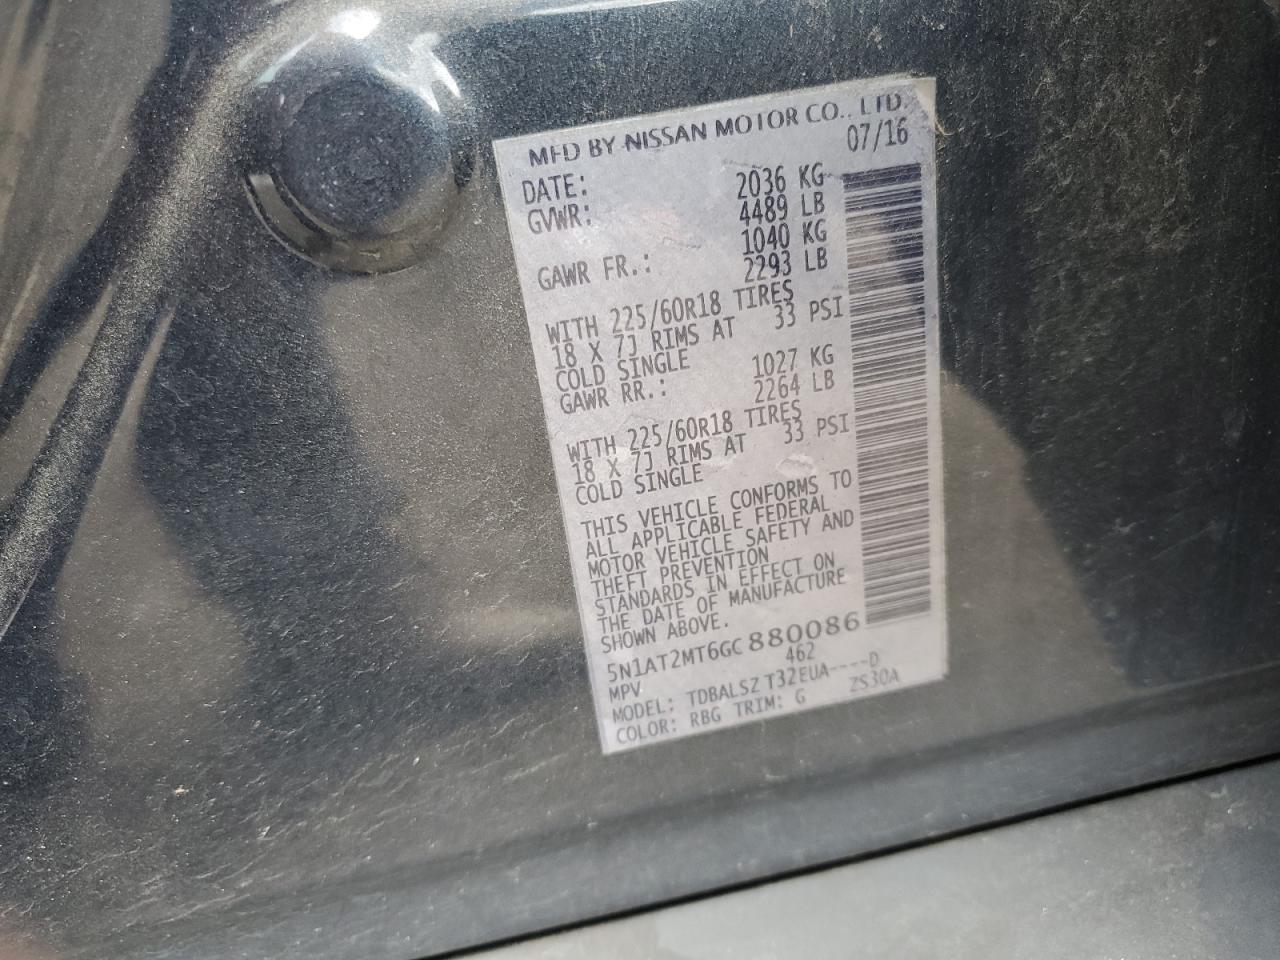 MFD BY NISSAN MOTOR CO., LTD.
DATE: 07/16
GVWR: 2036 KG
4489 LB
GAWR FR.: 1040 KG
2293 LB
WITH 225/60R18 TIRES
18 X 7J RIMS AT 33 PSI
COLD SINGLE
GAWR RR.: 1027 KG
2264 LB
WITH 225/60R18 TIRES
18 X 7J RIMS AT 33 PSI
COLD SINGLE
THIS VEHICLE CONFORMS TO
ALL APPLICABLE FEDERAL
MOTOR VEHICLE SAFETY AND
THEFT PREVENTION
STANDARDS IN EFFECT ON
THE DATE OF MANUFACTURE
SHOWN ABOVE.
5N1AT2MT6GC880086
MPV 462
MODEL: TDBALSZ T32EUA----D
COLOR: RBG TRIM: G ZS30A